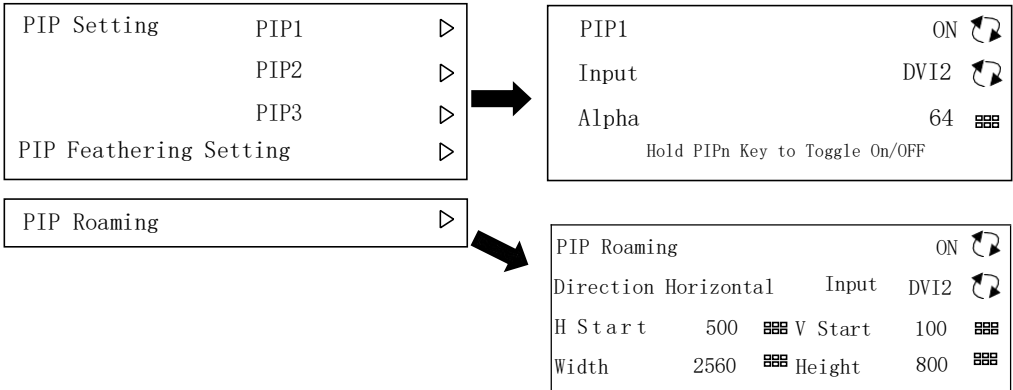 PIP Setting PIP1
PIP2
PIP3
PIP Feathering Setting
PIP1 ON
Input DVI2
Alpha 64
Hold PIPn Key to Toggle On/OFF
PIP Roaming
PIP Roaming ON
Direction Horizontal Input DVI2
H Start 500 V Start 100
Width 2560 Height 800